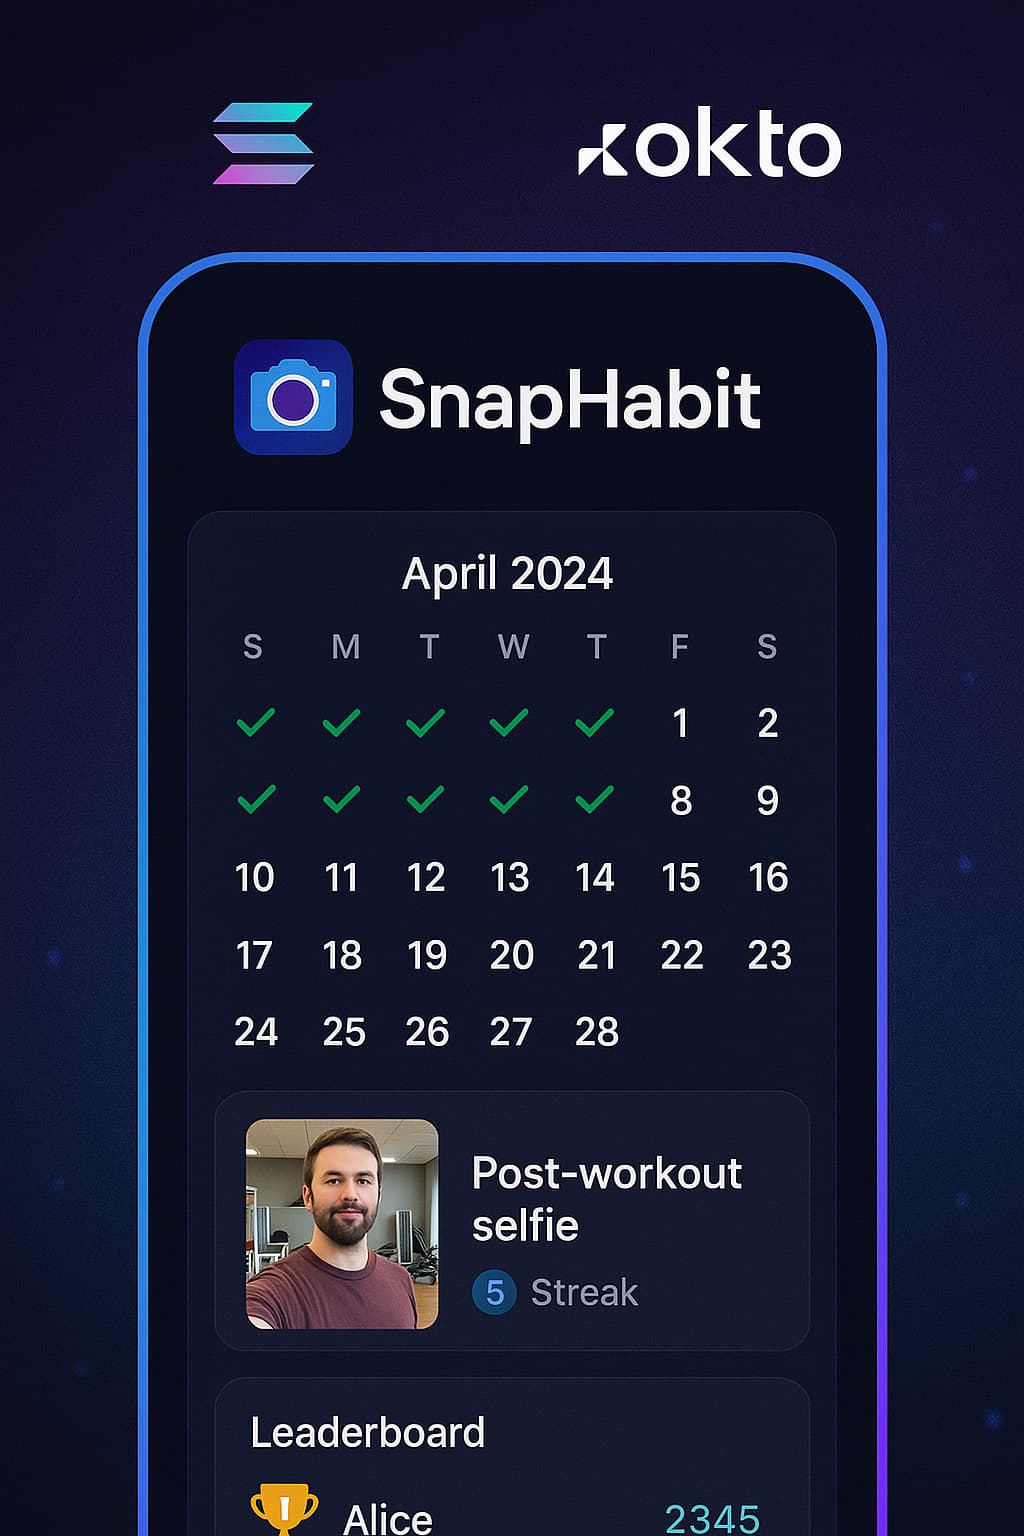 okto
SnapHabit
April 2024
S M T W T F S
1 2
8 9
10 11 12 13 14 15 16
17 18 19 20 21 22 23
24 25 26 27 28
Post-workout
selfie
5 Streak
Leaderboard
1 Alice 2345